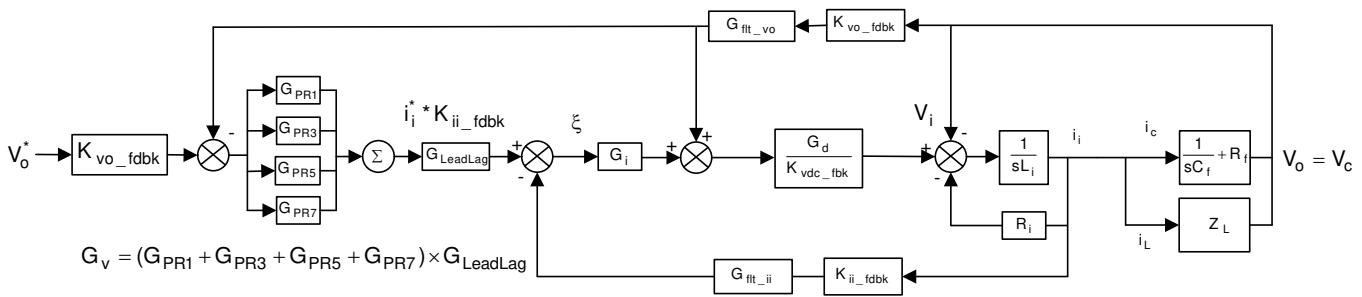 G_flt_vo
K_vo_fdbk
V_o^*
K_vo_fdbk
-
G_PR1
G_PR3
G_PR5
G_PR7
Σ
i_i^* * K_ii_fdbk
G_LeadLag
+
-
ξ
G_i
+
+
G_d
K_vdc_fbk
V_i
+
-
-
1
sL_i
R_i
i_i
i_c
i_L
1
sC_f
+ R_f
Z_L
V_o = V_c
G_flt_ii
K_ii_fdbk
G_v = (G_PR1 + G_PR3 + G_PR5 + G_PR7) × G_LeadLag